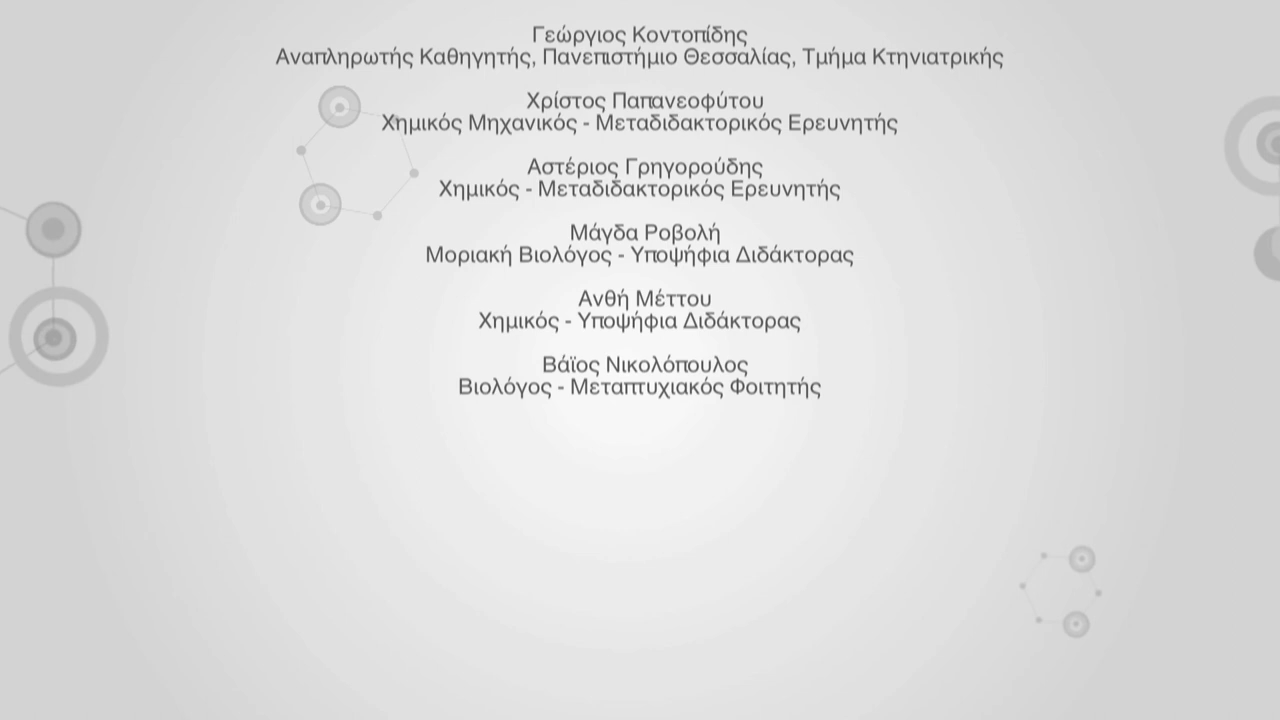 Γεώργιος Κοντοπίδης
Αναπληρωτής Καθηγητής, Πανεπιστήμιο Θεσσαλίας, Τμήμα Κτηνιατρικής
Χρίστος Παπανεοφύτου
Χημικός Μηχανικός - Μεταδιδακτορικός Ερευνητής
Αστέριος Γρηγορούδης
Χημικός - Μεταδιδακτορικός Ερευνητής
Μάγδα Ροβολή
Μοριακή Βιολόγος - Υποψήφια Διδάκτορας
Ανθή Μέττου
Χημικός - Υποψήφια Διδάκτορας
Βάϊος Νικολόπουλος
Βιολόγος - Μεταπτυχιακός Φοιτητής